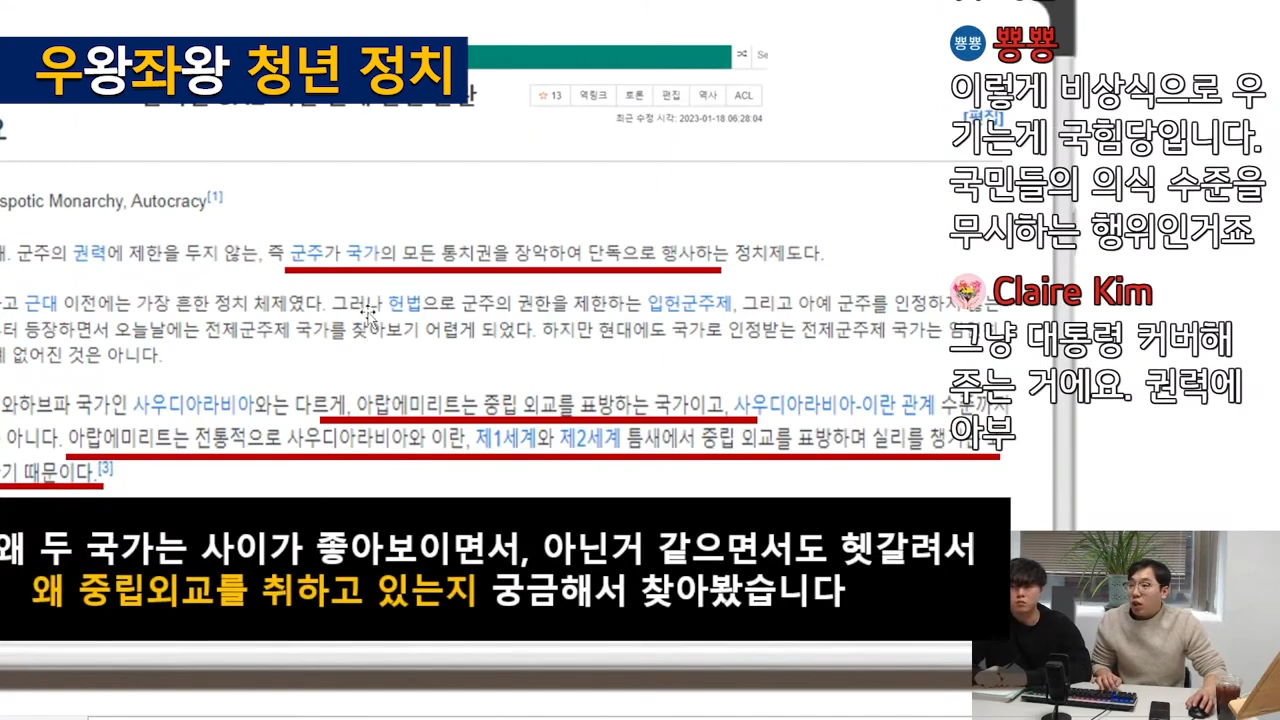 우왕좌왕 청년 정치
Se
13 역링크 토론 편집 역사 ACL
최근 수정 시각: 2023-01-18 06:28:04
[편집]
spotic Monarchy, Autocracy[1]
군주의 권력에 제한을 두지 않는, 즉 군주가 국가의 모든 통치권을 장악하여 단독으로 행사하는 정치제도다.
고 근대 이전에는 가장 흔한 정치 체제였다. 그러나 헌법으로 군주의 권한을 제한하는 입헌군주제, 그리고 아예 군주를 인정하지 않는
터 등장하면서 오늘날에는 전제군주제 국가를 찾아보기 어렵게 되었다. 하지만 현대에도 국가로 인정받는 전제군주제 국가는
없어진 것은 아니다.
와하브파 국가인 사우디아라비아와는 다르게, 아랍에미리트는 중립 외교를 표방하는 국가이고, 사우디아라비아-이란 관계 수준까지
아니다. 아랍에미리트는 전통적으로 사우디아라비아와 이란, 제1세계와 제2세계 틈새에서 중립 외교를 표방하며 실리를
기 때문이다.[3]
왜 두 국가는 사이가 좋아보이면서, 아닌거 같으면서도 헷갈려서
왜 중립외교를 취하고 있는지 궁금해서 찾아봤습니다
뿅뿅 뿅뿅
이렇게 비상식으로 우
기는게 국힘당입니다.
국민들의 의식 수준을
무시하는 행위인거죠
Claire Kim
그냥 대통령 커버해
주는 거에요. 권력에
아부